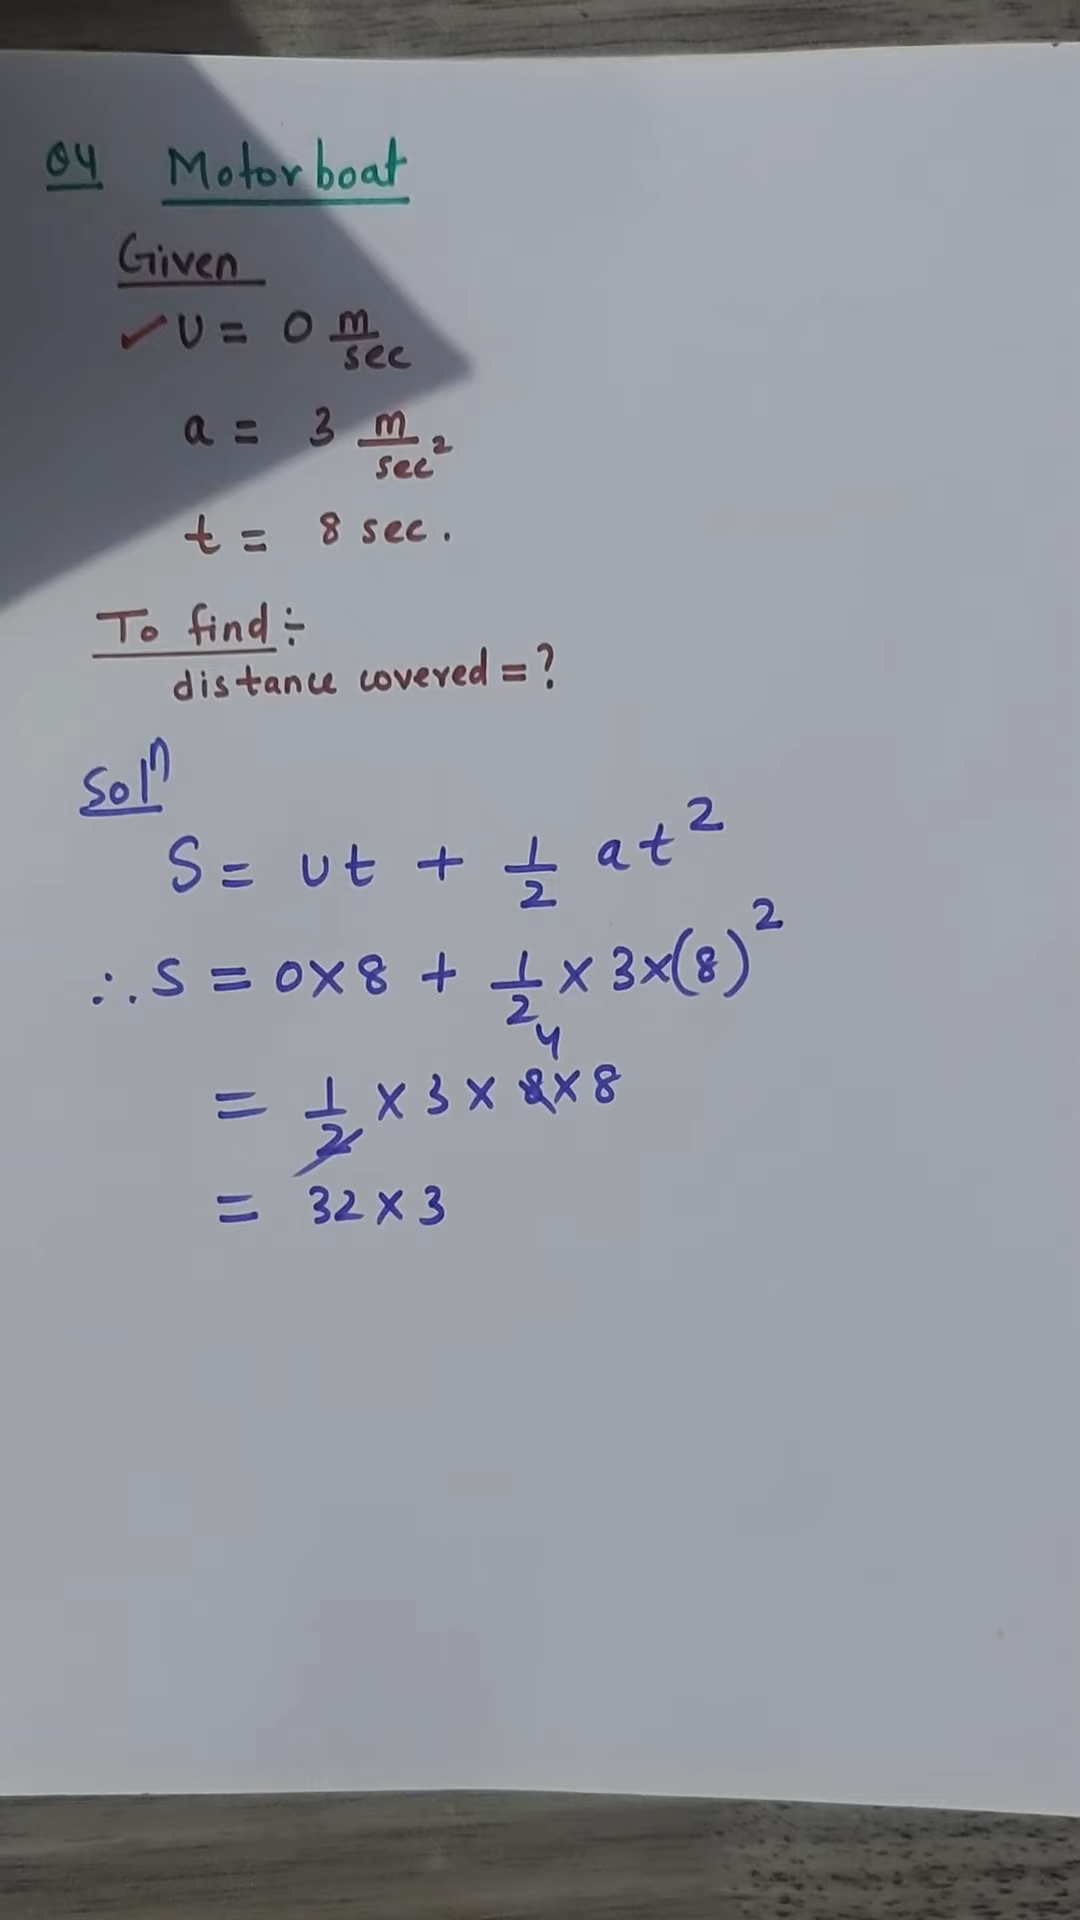 Q4 Motorboat
Given
✓ u = 0 m/sec
a = 3 m/sec²
t = 8 sec.
To find ÷
distance covered = ?
Solⁿ
S = ut + 1/2 at²
∴ S = 0 × 8 + 1/2 × 3 × (8)²
4
= 1/2 × 3 × 8 × 8
= 32 × 3